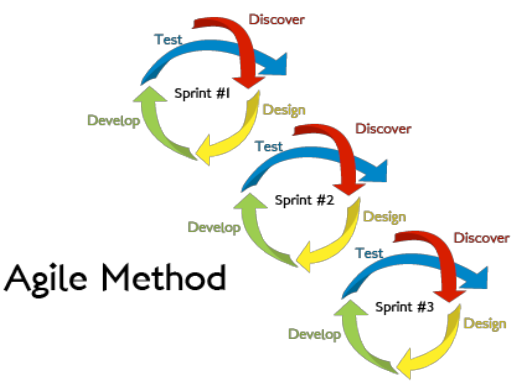 Discover
Test
Sprint #1
Design
Develop
Discover
Test
Sprint #2
Design
Develop
Discover
Test
Sprint #3
Design
Develop
Agile Method